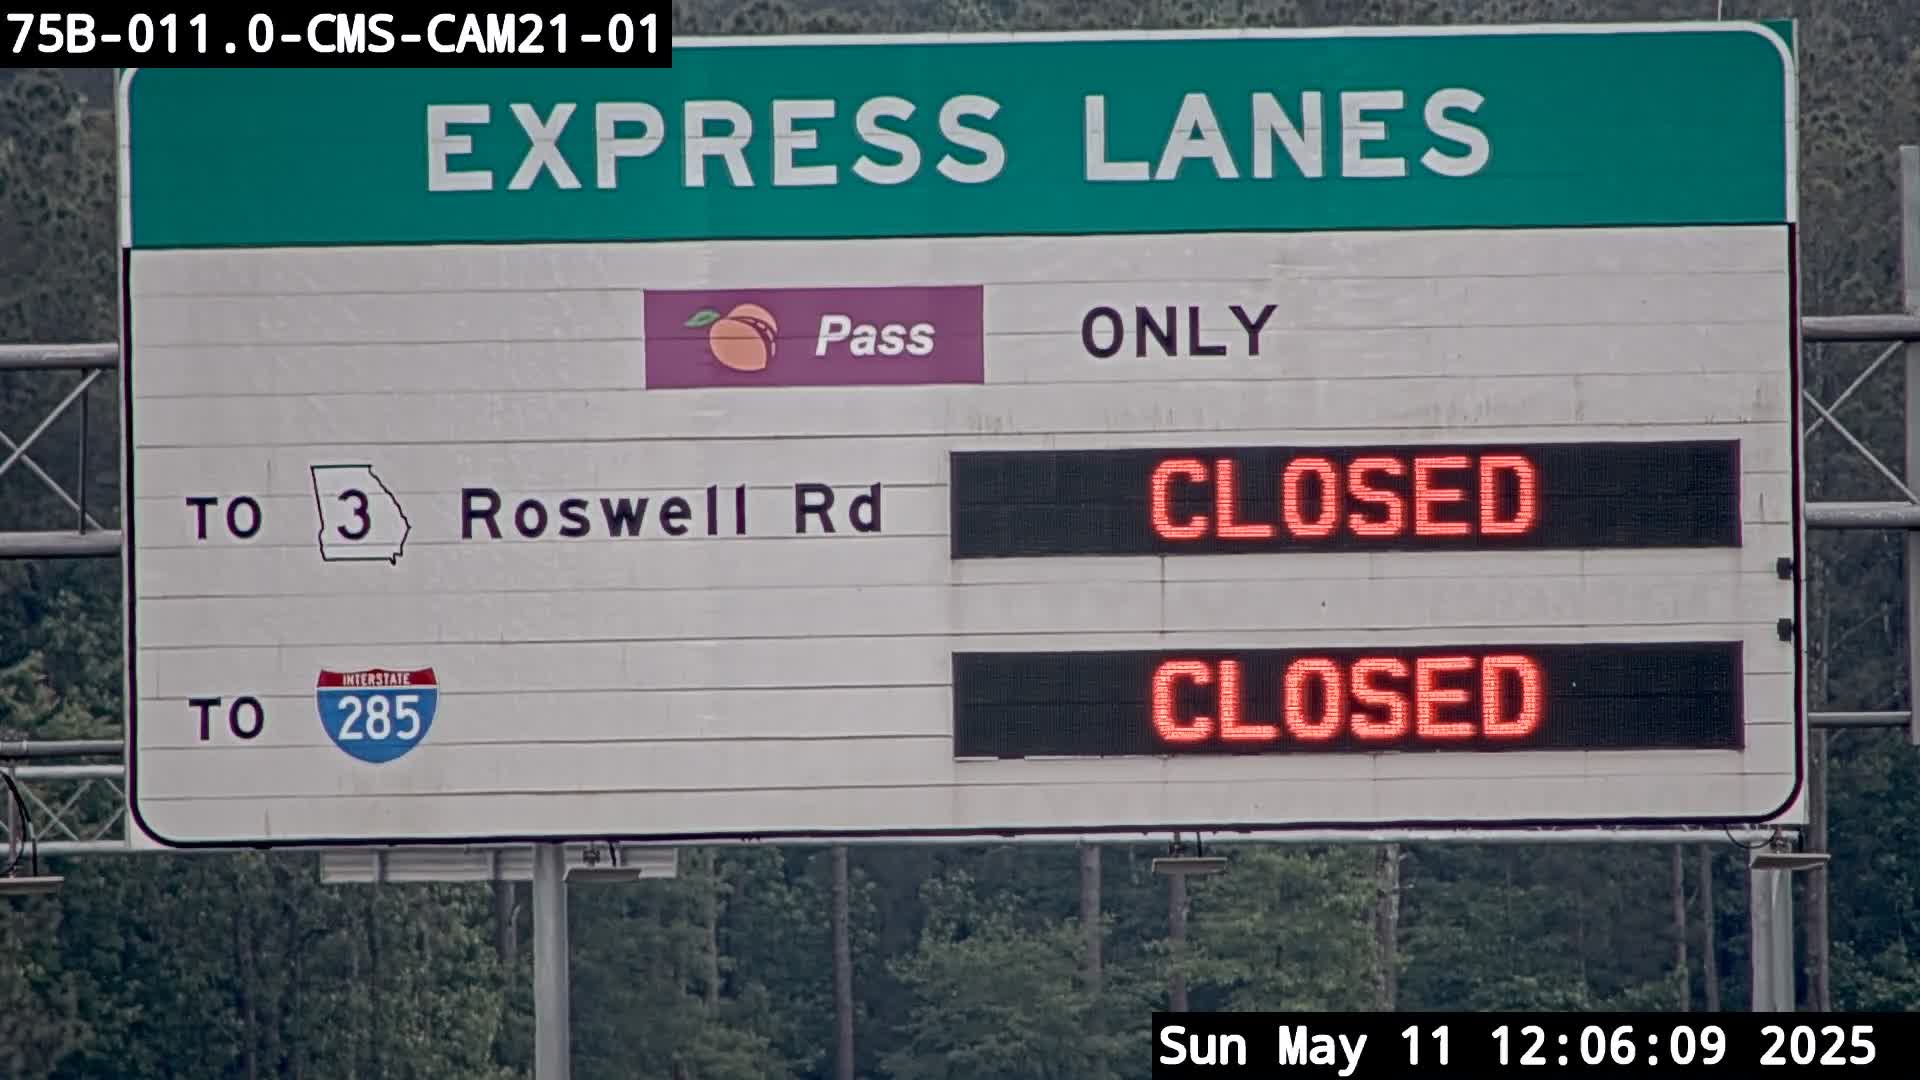 75B-011.0-CMS-CAM21-01
EXPRESS LANES
Pass ONLY
TO 3 Roswell Rd CLOSED
INTERSTATE
TO 285 CLOSED
Sun May 11 12:06:09 2025